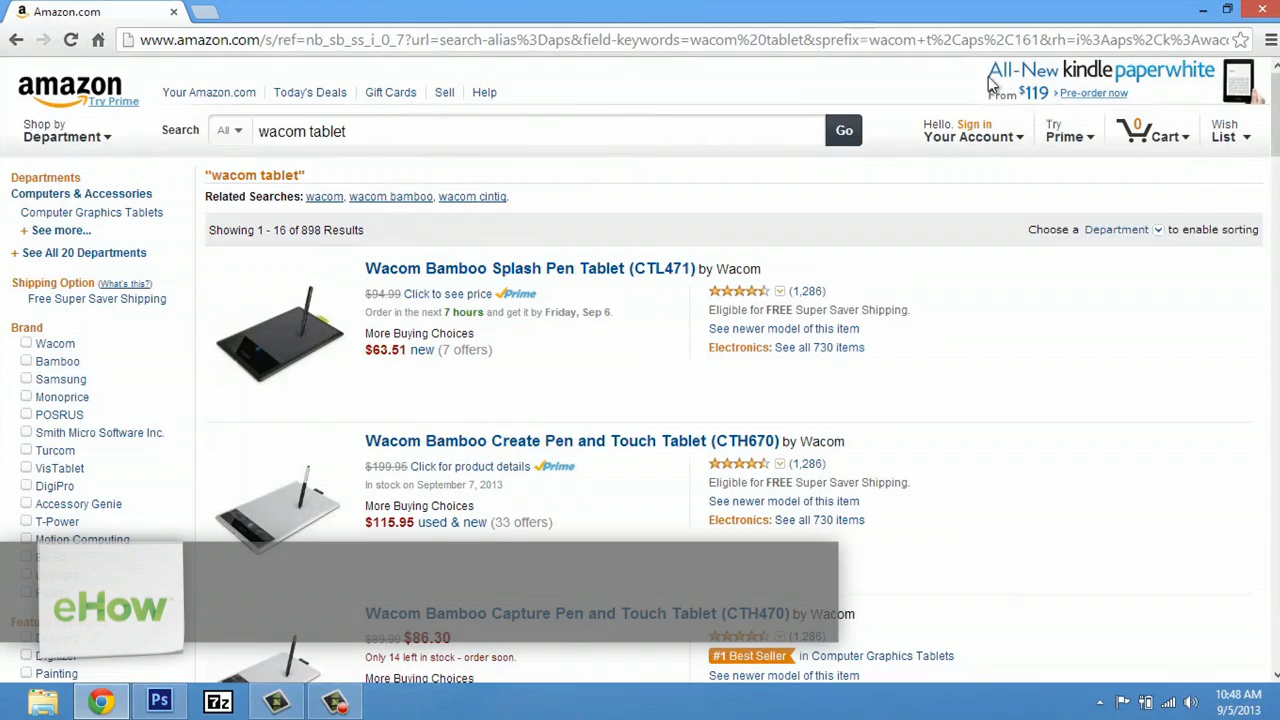 Amazon.com
www.amazon.com/s/ref=nb_sb_ss_i_0_7?url=search-alias%3Daps&field-keywords=wacom%20tablet&sprefix=wacom+t%2Caps%2C161&rh=i%3Aaps%2Ck%3Awac
amazon
Try Prime
Your Amazon.com
Today's Deals
Gift Cards
Sell
Help
All-New kindle paperwhite
From $119 › Pre-order now
Shop by
Department
Search
All
wacom tablet
Go
Hello. Sign in
Your Account
Try
Prime
0
Cart
Wish
List
Departments
Computers & Accessories
Computer Graphics Tablets
+ See more...
+ See All 20 Departments
Shipping Option (What's this?)
Free Super Saver Shipping
Brand
Wacom
Bamboo
Samsung
Monoprice
POSRUS
Smith Micro Software Inc.
Turcom
VisTablet
DigiPro
Accessory Genie
T-Power
Motion Computing
"wacom tablet"
Related Searches: wacom, wacom bamboo, wacom cintiq.
Showing 1 - 16 of 898 Results
Choose a Department to enable sorting
Wacom Bamboo Splash Pen Tablet (CTL471) by Wacom
$94.99 Click to see price Prime
Order in the next 7 hours and get it by Friday, Sep 6.
More Buying Choices
$63.51 new (7 offers)
(1,286)
Eligible for FREE Super Saver Shipping.
See newer model of this item
Electronics: See all 730 items
Wacom Bamboo Create Pen and Touch Tablet (CTH670) by Wacom
$199.95 Click for product details Prime
In stock on September 7, 2013
More Buying Choices
$115.95 used & new (33 offers)
(1,286)
Eligible for FREE Super Saver Shipping.
See newer model of this item
Electronics: See all 730 items
eHow
Wacom Bamboo Capture Pen and Touch Tablet (CTH470) by Wacom
$89.99 $86.30
Only 14 left in stock - order soon.
More Buying Choices
(1,286)
#1 Best Seller in Computer Graphics Tablets
See newer model of this item
Digitizer
Painting
Ps
7z
10:48 AM
9/5/2013